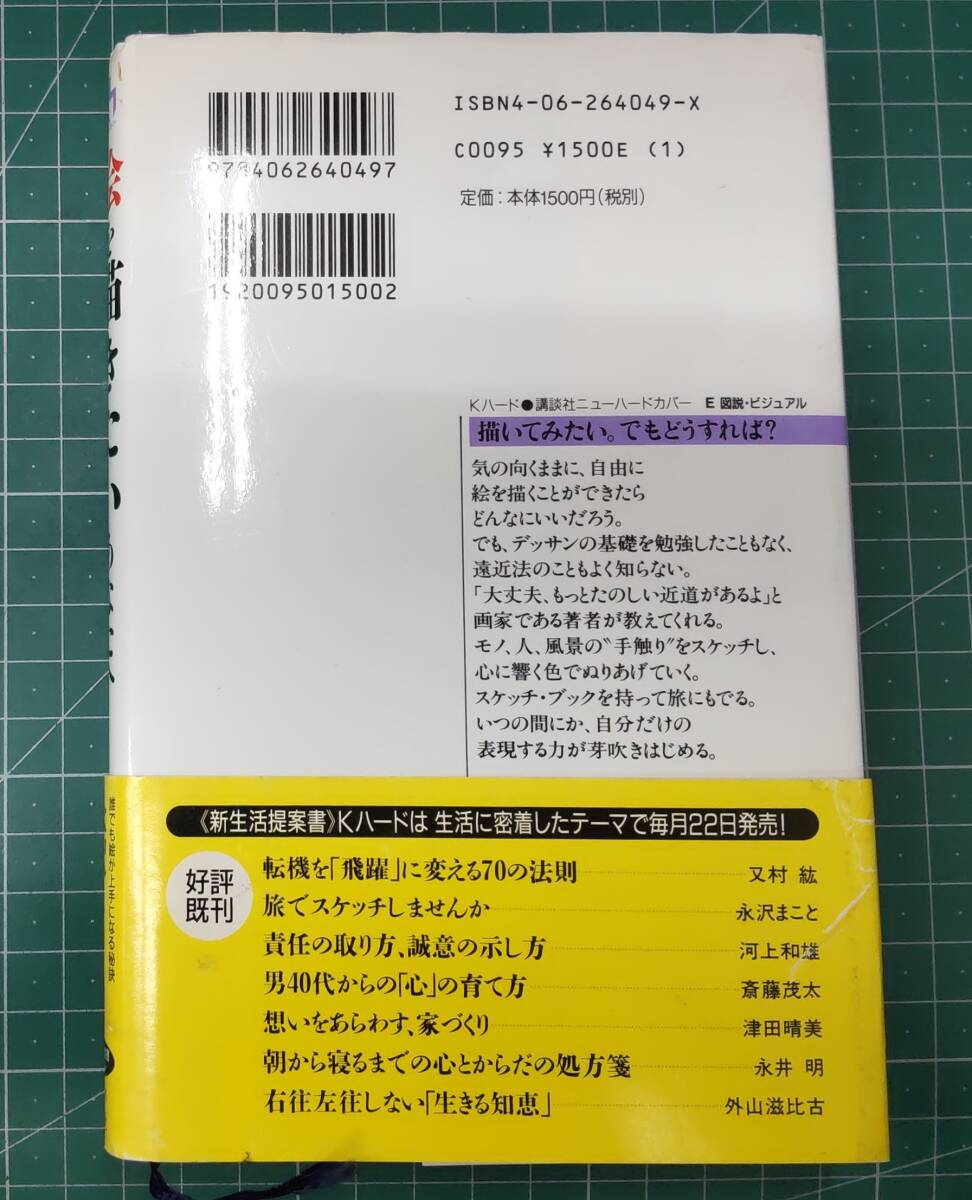 ISBN4-06-264049-X
9784062640497
C0095 ¥1500E (1)
定価:本体1500円(税別)
1920095015002
Kハード●講談社ニューハードカバー E 図説・ビジュアル
描いてみたい。でもどうすれば?
気の向くままに、自由に
絵を描くことができたら
どんなにいいだろう。
でも、デッサンの基礎を勉強したこともなく、
遠近法のこともよく知らない。
「大丈夫、もっとたのしい近道があるよ」と
画家である著者が教えてくれる。
モノ、人、風景の〝手触り〟をスケッチし、
心に響く色でぬりあげていく。
スケッチ・ブックを持って旅にもでる。
いつの間にか、自分だけの
表現する力が芽吹きはじめる。
《新生活提案書》Kハードは 生活に密着したテーマで毎月22日発売!
好評
既刊
転機を「飛躍」に変える70の法則 又村 紘
旅でスケッチしませんか 永沢まこと
責任の取り方、誠意の示し方 河上和雄
男40代からの「心」の育て方 斎藤茂太
想いをあらわす、家づくり 津田晴美
朝から寝るまでの心とからだの処方箋 永井 明
右往左往しない「生きる知恵」 外山滋比古
絵を描きたい
誰でも絵が上手になる秘訣